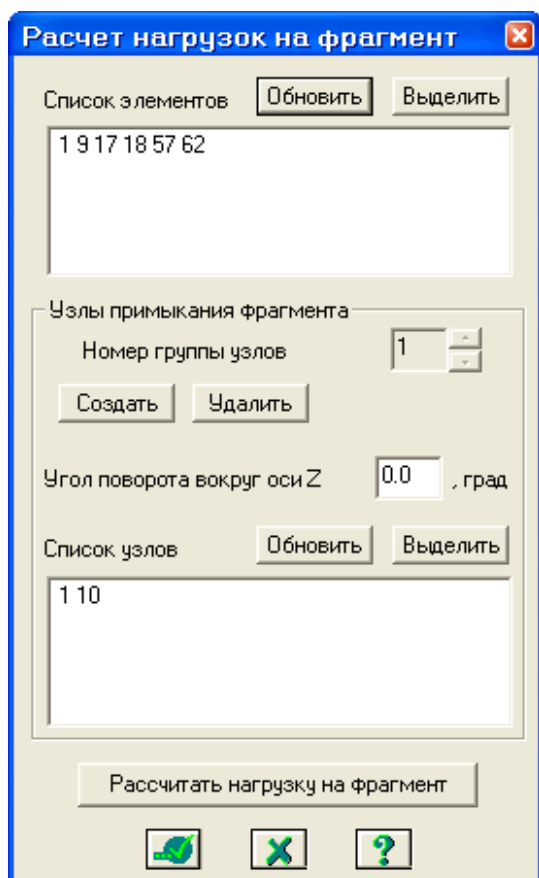 Расчет нагрузок на фрагмент
Список элементов Обновить Выделить
1 9 17 18 57 62
Узлы примыкания фрагмента
Номер группы узлов 1
Создать Удалить
Угол поворота вокруг оси Z 0.0 , град
Список узлов Обновить Выделить
1 10
Рассчитать нагрузку на фрагмент
?